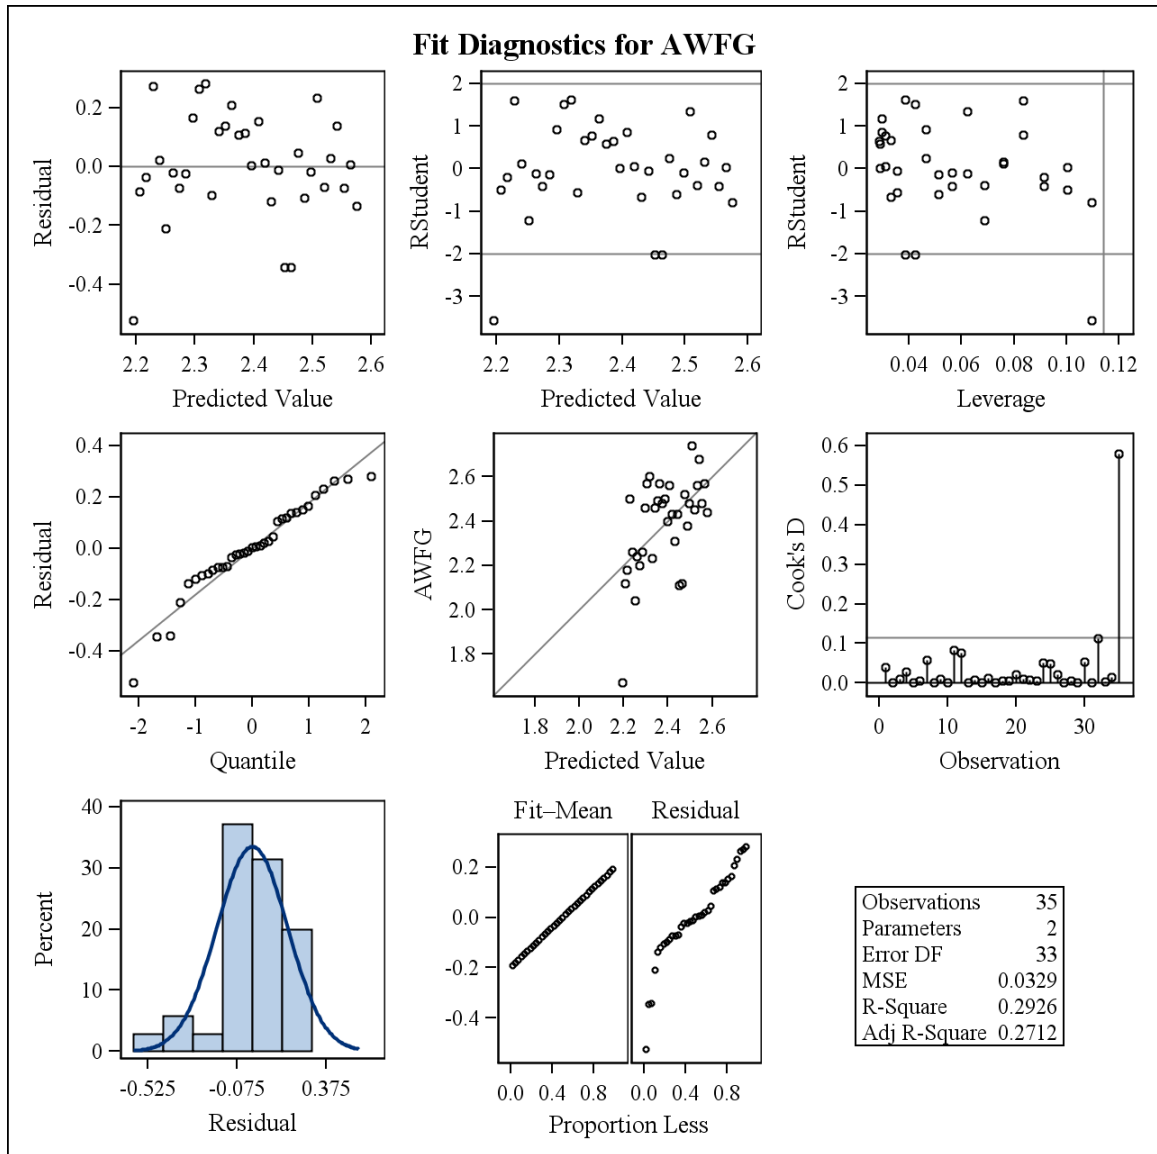 Fit Diagnostics for AWFG
Residual
0.2
0.0
-0.2
-0.4
2.2 2.3 2.4 2.5 2.6
Predicted Value
RStudent
2
1
0
-1
-2
-3
2.2 2.3 2.4 2.5 2.6
Predicted Value
RStudent
2
1
0
-1
-2
-3
0.04 0.06 0.08 0.10 0.12
Leverage
Residual
0.4
0.2
0.0
-0.2
-0.4
-2 -1 0 1 2
Quantile
AWFG
2.6
2.4
2.2
2.0
1.8
1.8 2.0 2.2 2.4 2.6
Predicted Value
Cook's D
0.6
0.5
0.4
0.3
0.2
0.1
0.0
0 10 20 30
Observation
Percent
40
30
20
10
0
-0.525 -0.075 0.375
Residual
Fit–Mean Residual
0.2
0.0
-0.2
-0.4
0.0 0.4 0.8 0.0 0.4 0.8
Proportion Less
Observations 35
Parameters 2
Error DF 33
MSE 0.0329
R-Square 0.2926
Adj R-Square 0.2712